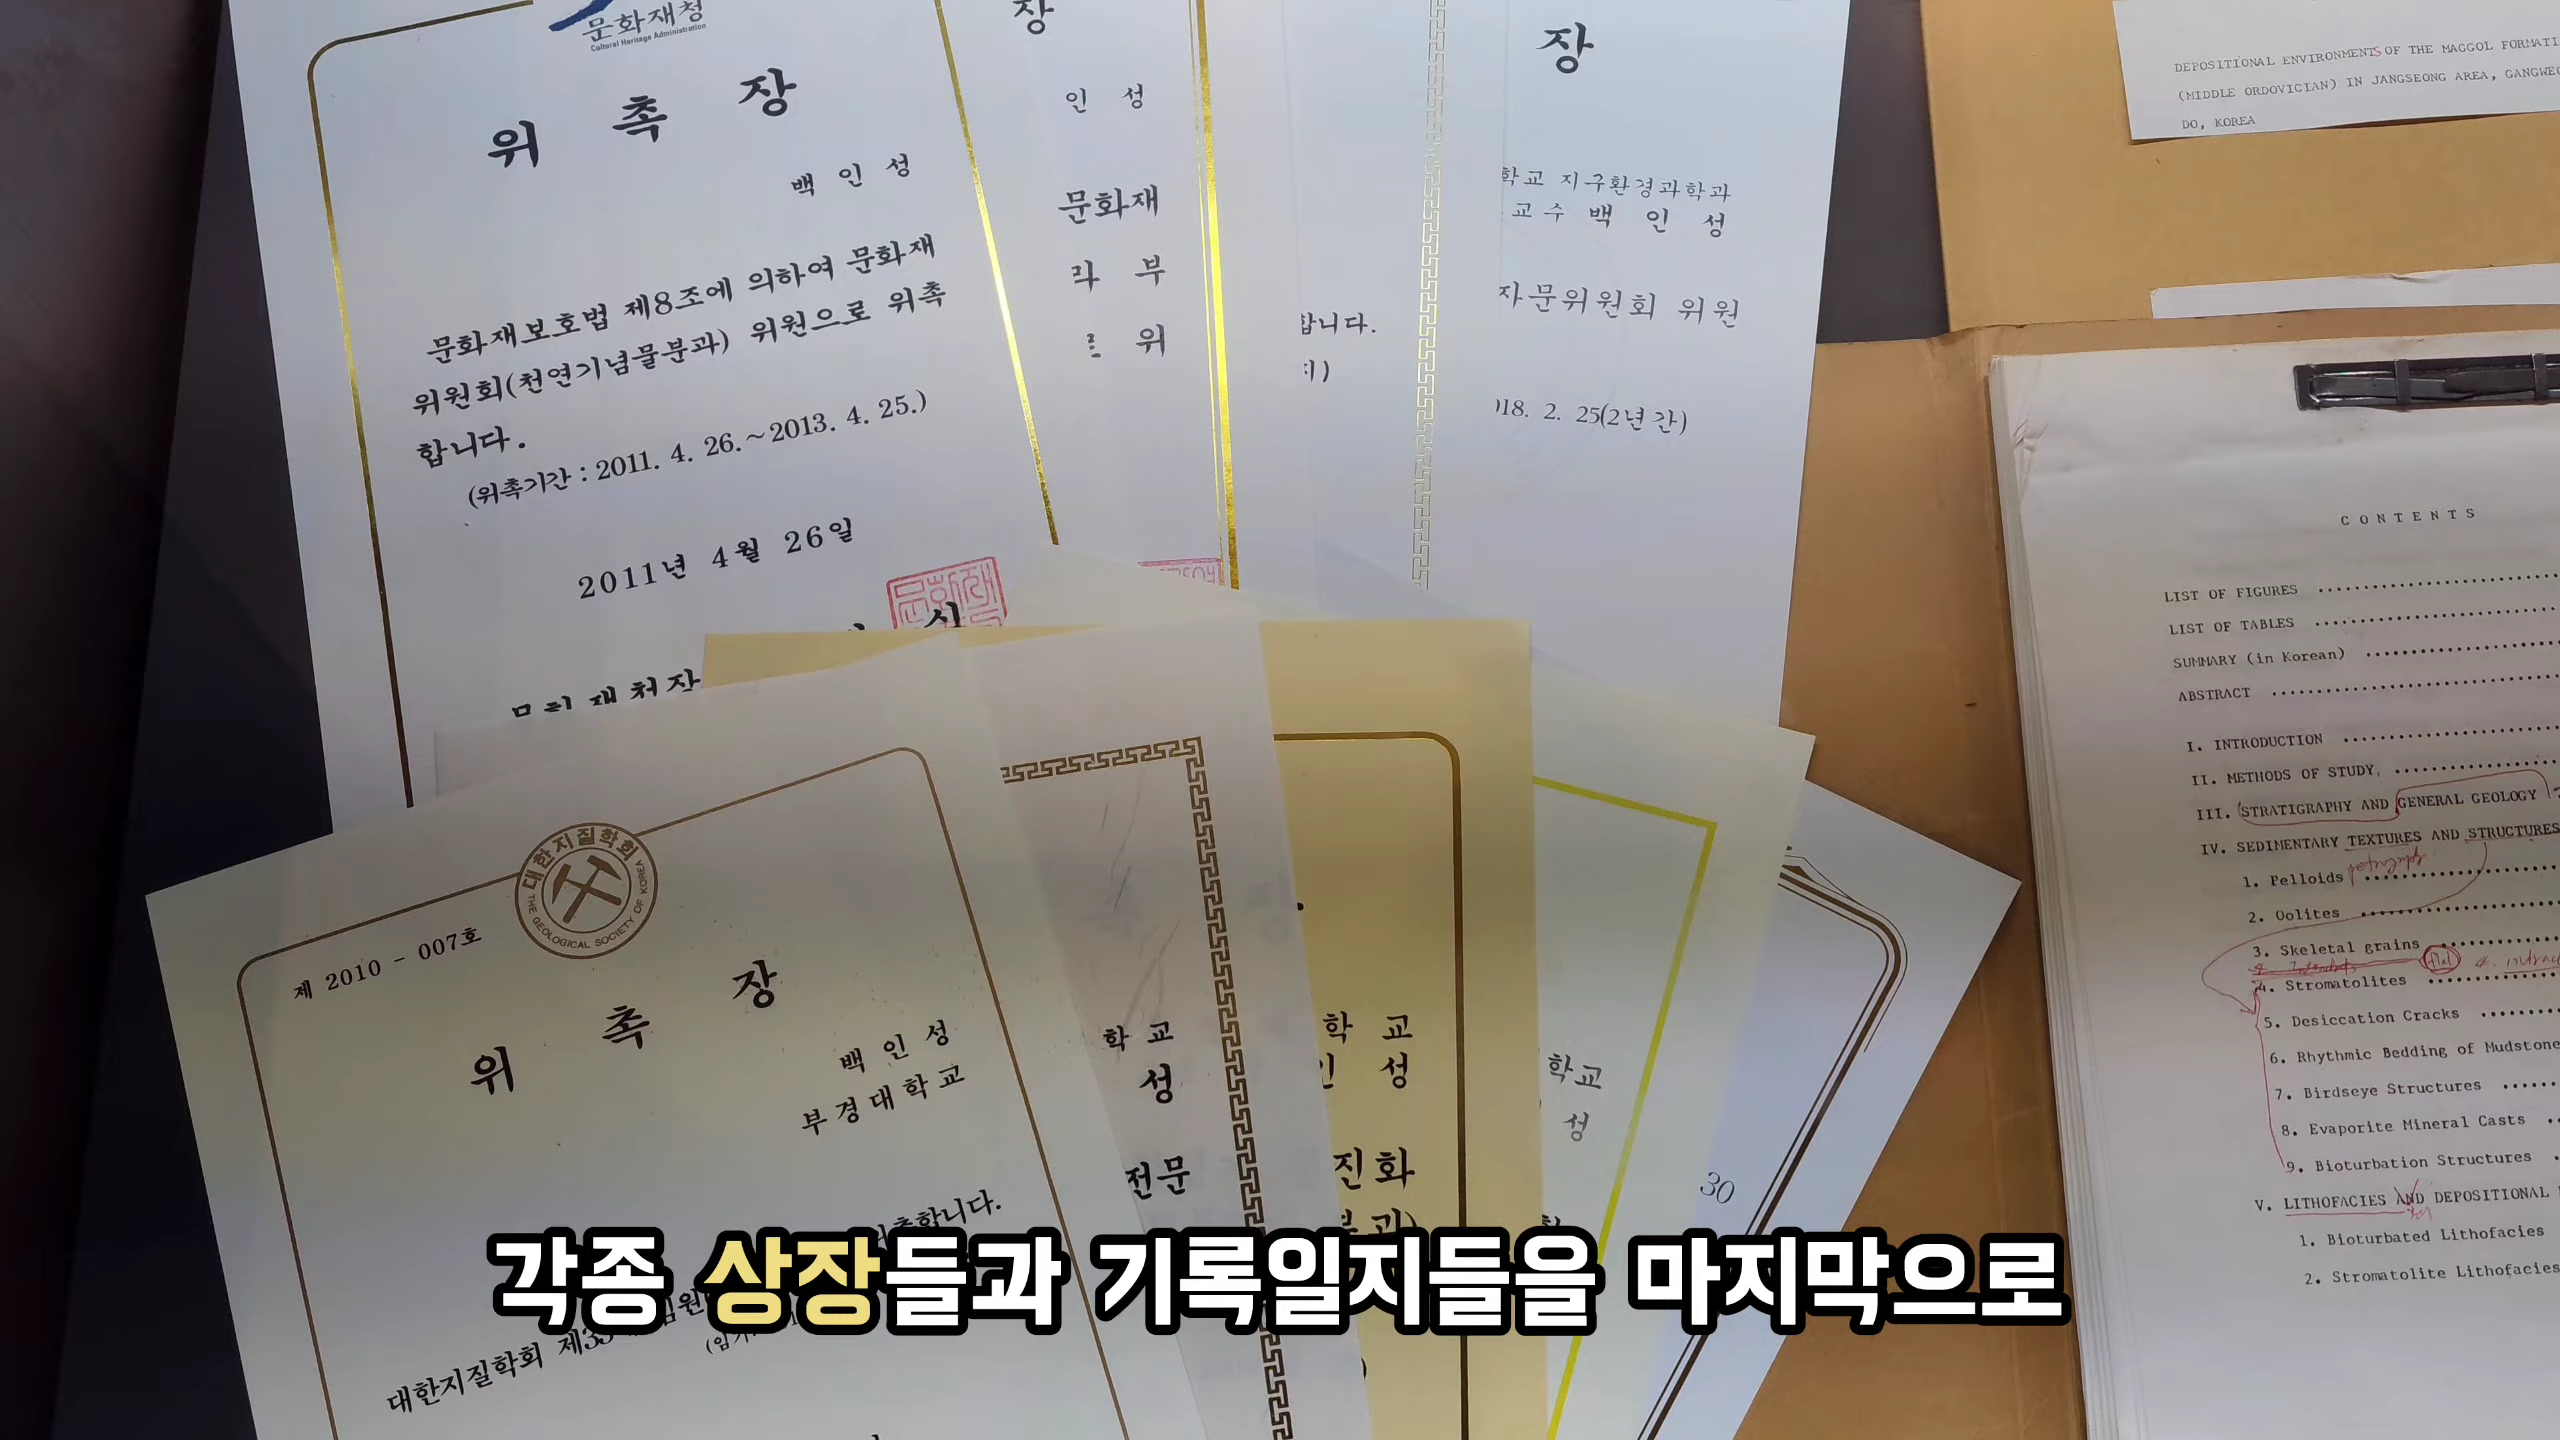 문화재청
Cultural Heritage Administration
위 촉 장
백 인 성
문화재보호법 제8조에 의하여 문화재
위원회(천연기념물분과) 위원으로 위촉
합니다.
(위촉기간 : 2011. 4. 26.~2013. 4. 25.)
2011년 4월 26일
장
인 성
문화재
부
위
합니다.
장
학교 지구환경과학과
교수 백 인 성
자문위원회 위원
18. 2. 25(2년간)
대한지질학회
THE GEOLOGICAL SOCIETY OF KOREA
제 2010 - 007호
위 촉 장
백 인 성
부경대학교
대한지질학회
학 교
성
전문
학 교
인 성
진화
학교
성
30
DEPOSITIONAL ENVIRONMENTS OF THE MAGGOL
(MIDDLE ORDOVICIAN) IN JANGSEONG AREA,
DO, KOREA
CONTENTS
LIST OF FIGURES
LIST OF TABLES
SUMMARY (in Korean)
ABSTRACT
I. INTRODUCTION
II. METHODS OF STUDY
III. STRATIGRAPHY AND GENERAL GEOLOGY
IV. SEDIMENTARY TEXTURES AND STRUCTURES
1. Pelloids
2. Oolites
3. Skeletal grains
4. Stromatolites
5. Desiccation Cracks
6. Rhythmic Bedding of Mudstone
7. Birdseye Structures
8. Evaporite Mineral Casts
9. Bioturbation Structures
V. LITHOFACIES AND DEPOSITIONAL
1. Bioturbated Lithofacies
2. Stromatolite Lithofacies
각종 상장들과 기록일지들을 마지막으로